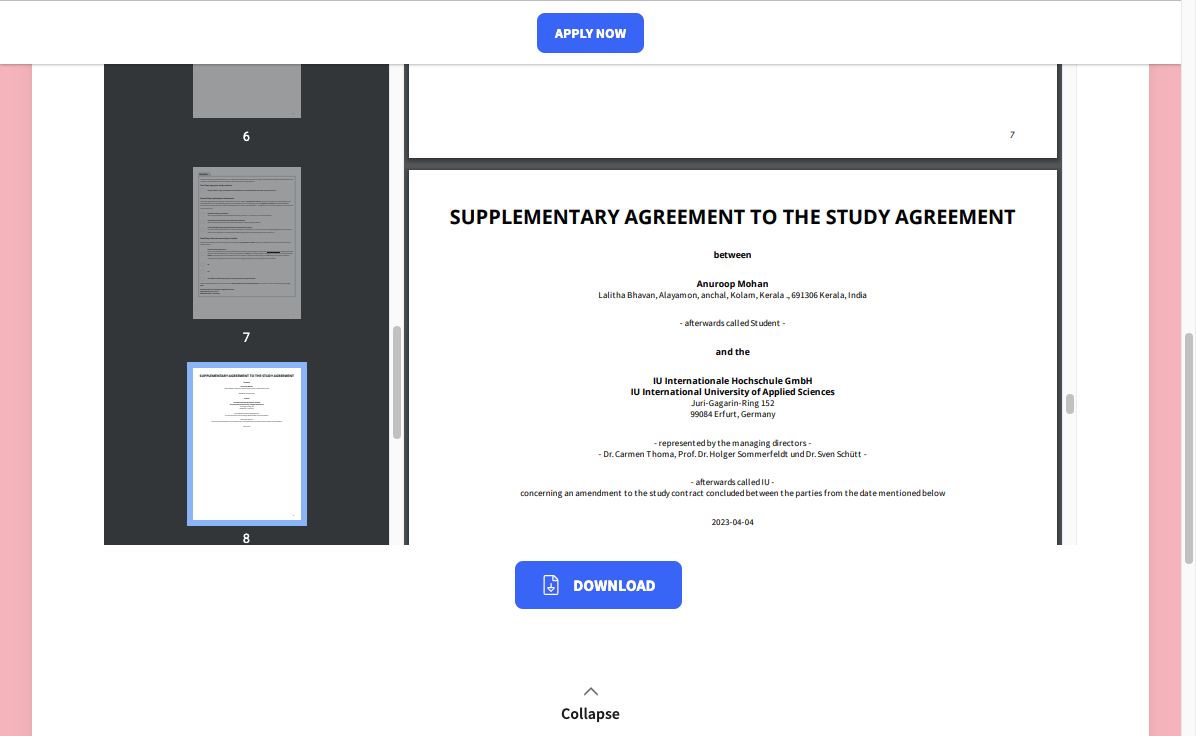 APPLY NOW
6
7
8
7
SUPPLEMENTARY AGREEMENT TO THE STUDY AGREEMENT
between
Anuroop Mohan
Lalitha Bhavan, Alayamon, anchal, Kolam, Kerala ., 691306 Kerala, India
- afterwards called Student -
and the
IU Internationale Hochschule GmbH
IU International University of Applied Sciences
Juri-Gagarin-Ring 152
99084 Erfurt, Germany
- represented by the managing directors -
- Dr. Carmen Thoma, Prof. Dr. Holger Sommerfeldt und Dr. Sven Schütt -
- afterwards called IU -
concerning an amendment to the study contract concluded between the parties from the date mentioned below
2023-04-04
DOWNLOAD
Collapse